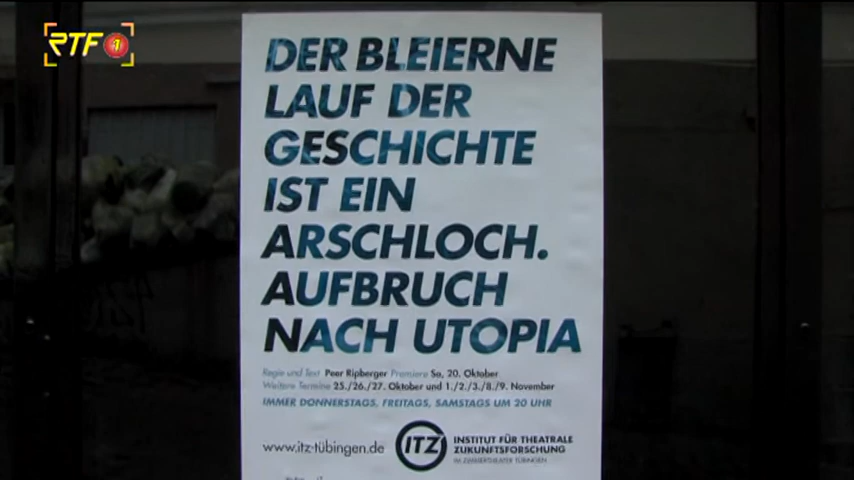 RTF 1
DER BLEIERNE
LAUF DER
GESCHICHTE
IST EIN
ARSCHLOCH.
AUFBRUCH
NACH UTOPIA
Regie und Text Peer Ripberger Premiere Sa, 20. Oktober
Weitere Termine 25./26./27. Oktober und 1./2./3./8./9. November
IMMER DONNERSTAGS, FREITAGS, SAMSTAGS UM 20 UHR
www.itz-tübingen.de
ITZ
INSTITUT FÜR THEATRALE
ZUKUNFTSFORSCHUNG
IM ZIMMERTHEATER TÜBINGEN